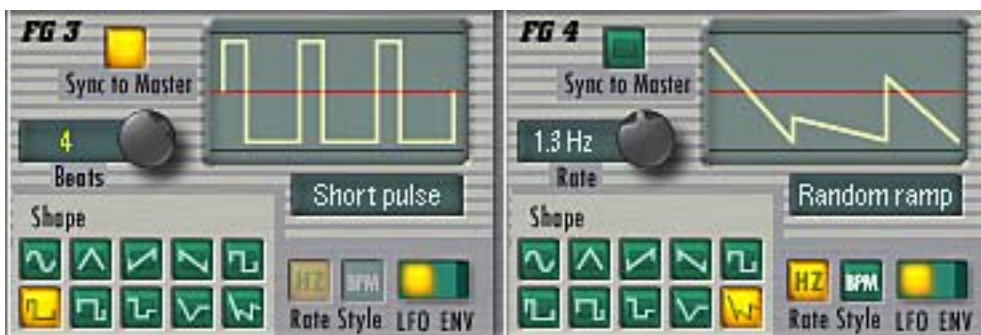 FG 3
Sync to Master
4
Beats
Short pulse
Shape
HZ BPM
Rate Style LFO ENV
FG 4
Sync to Master
1.3 Hz
Rate
Random ramp
Shape
HZ BPM
Rate Style LFO ENV